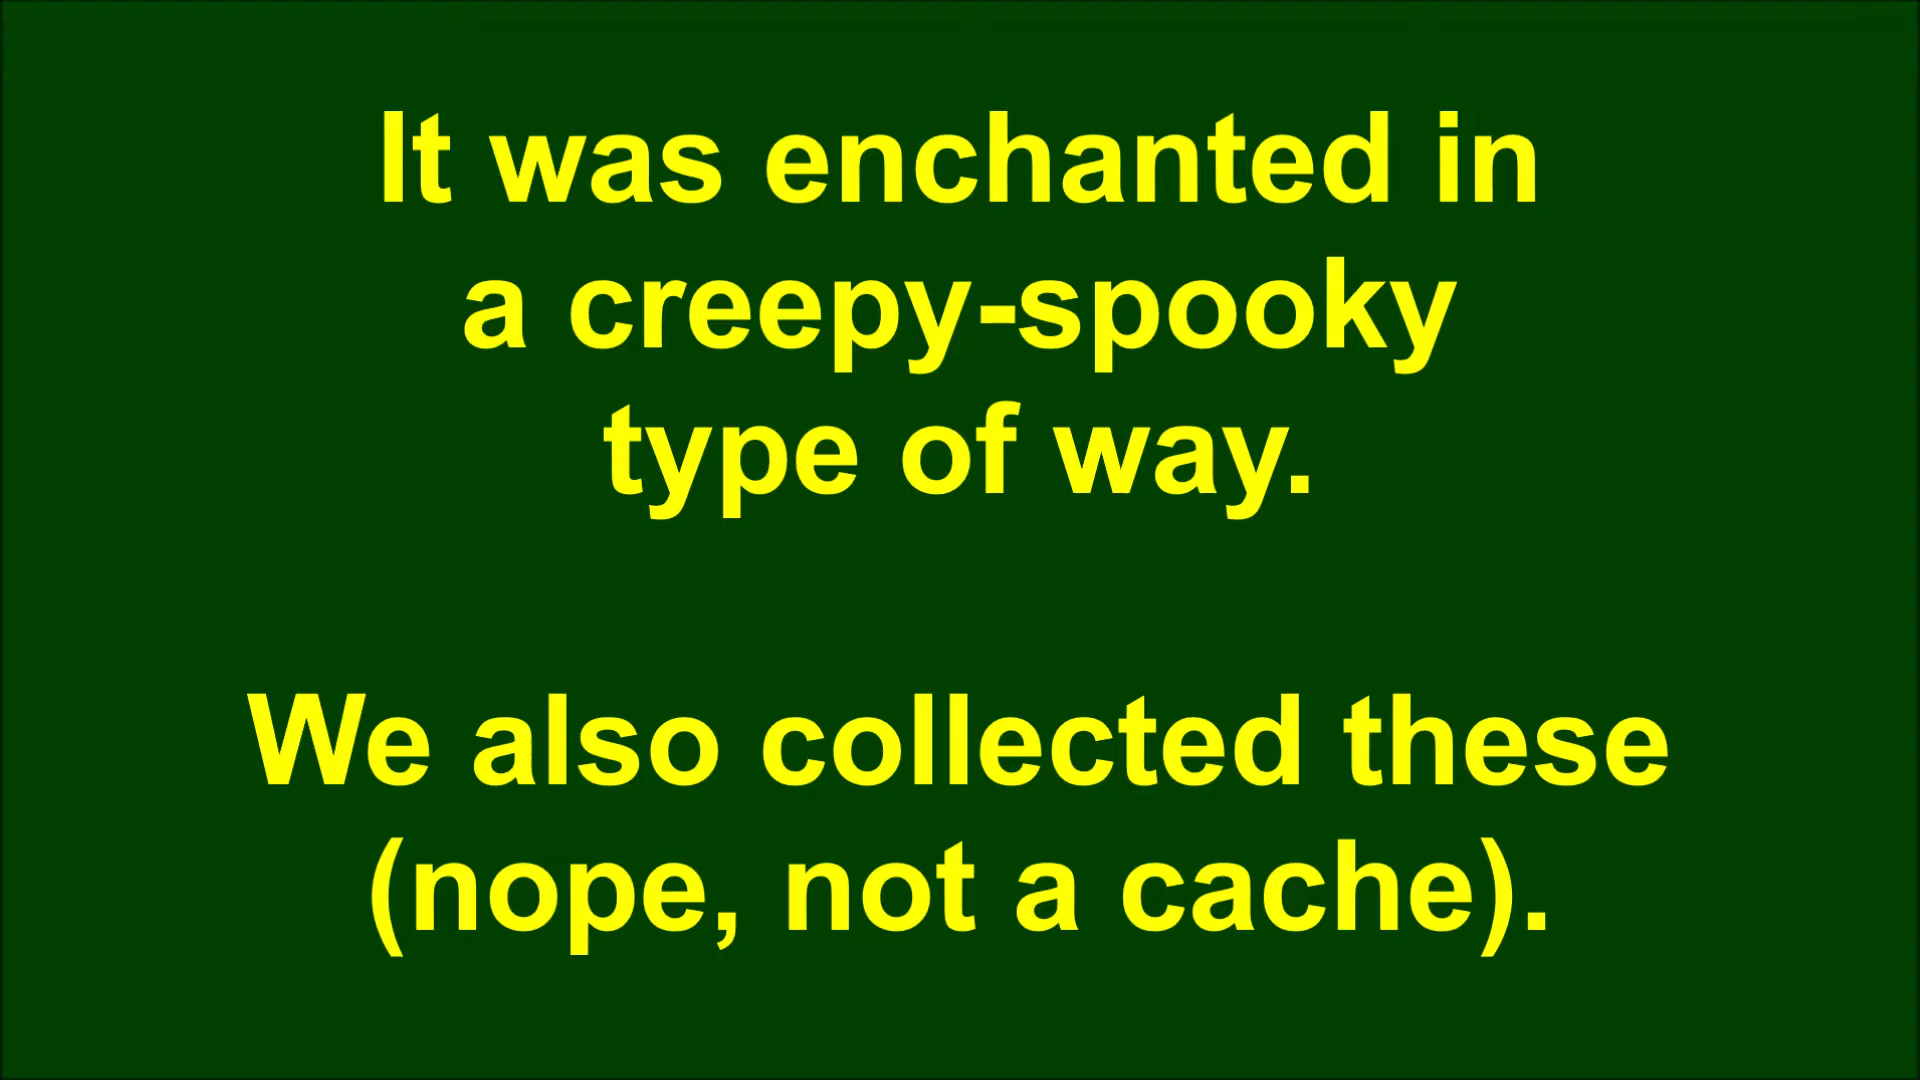 It was enchanted in
a creepy-spooky
type of way.
We also collected these
(nope, not a cache).